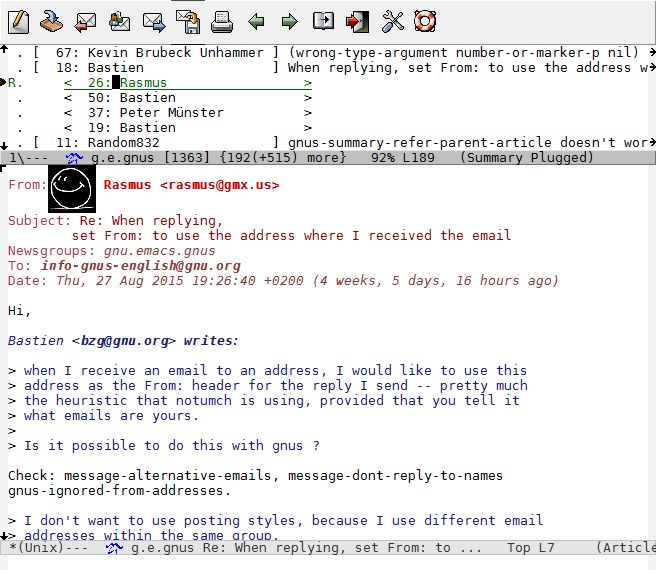 . [  67: Kevin Brubeck Unhammer ] (wrong-type-argument number-or-marker-p nil)
. [  18: Bastien                ] When replying, set From: to use the address w
R.     <  26: Rasmus                 >
.     <  50: Bastien                >
.     <  37: Peter Münster          >
.     <  19: Bastien                >
. [  11: Random832              ] gnus-summary-refer-parent-article doesn't wor
1\---  g.e.gnus [1363] {192(+515) more}   92% L189   (Summary Plugged)
From: Rasmus <rasmus@gmx.us>
Subject: Re: When replying,
set From: to use the address where I received the email
Newsgroups: gnu.emacs.gnus
To: info-gnus-english@gnu.org
Date: Thu, 27 Aug 2015 19:26:40 +0200 (4 weeks, 5 days, 16 hours ago)
Hi,
Bastien <bzg@gnu.org> writes:
> when I receive an email to an address, I would like to use this
> address as the From: header for the reply I send -- pretty much
> the heuristic that notumch is using, provided that you tell it
> what emails are yours.
>
> Is it possible to do this with gnus ?
Check: message-alternative-emails, message-dont-reply-to-names
gnus-ignored-from-addresses.
> I don't want to use posting styles, because I use different email
> addresses within the same group.
*(Unix)---  g.e.gnus Re: When replying, set From: to ...   Top L7     (Article